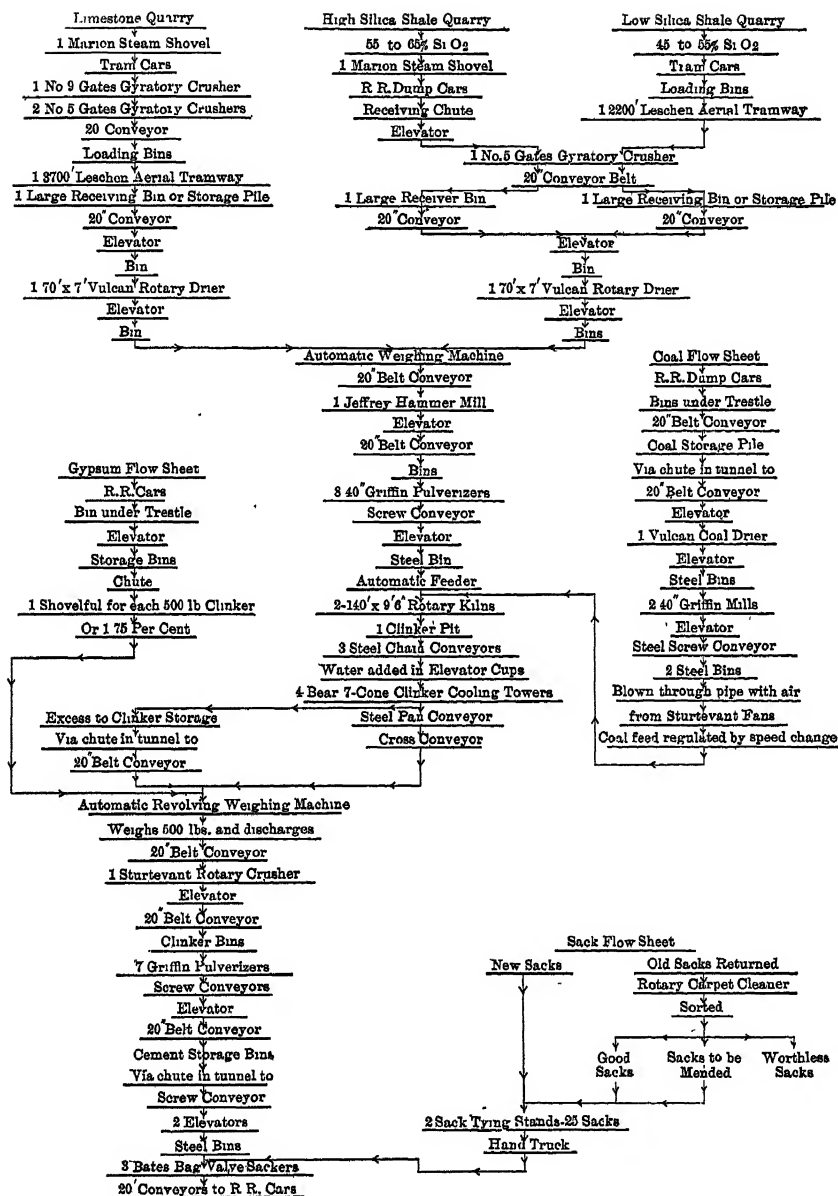 Limestone Quarry
1 Marion Steam Shovel
Tram Cars
1 No 9 Gates Gyratory Crusher
2 No 5 Gates Gyratory Crushers
20 Conveyor
Loading Bins
1 3700' Leschen Aerial Tramway
1 Large Receiving Bin or Storage Pile
20" Conveyor
Elevator
Bin
1 70' x 7' Vulcan Rotary Drier
Elevator
Bin
High Silica Shale Quarry
55 to 65% Si O2
1 Marion Steam Shovel
R R. Dump Cars
Receiving Chute
Elevator
Low Silica Shale Quarry
45 to 55% Si O2
Tram Cars
Loading Bins
1 2200' Leschen Aerial Tramway
1 No. 5 Gates Gyratory Crusher
20" Conveyor Belt
1 Large Receiver Bin
20" Conveyor
1 Large Receiving Bin or Storage Pile
20" Conveyor
Elevator
Bin
1 70' x 7' Vulcan Rotary Drier
Elevator
Bins
Automatic Weighing Machine
20" Belt Conveyor
1 Jeffrey Hammer Mill
Elevator
20" Belt Conveyor
Bins
8 40" Griffin Pulverizers
Screw Conveyor
Elevator
Steel Bin
Automatic Feeder
2-140' x 9'6" Rotary Kilns
1 Clinker Pit
3 Steel Chain Conveyors
Water added in Elevator Cups
4 Bear 7-Cone Clinker Cooling Towers
Steel Pan Conveyor
Cross Conveyor
Coal Flow Sheet
R.R. Dump Cars
Bins under Trestle
20" Belt Conveyor
Coal Storage Pile
Via chute in tunnel to
20" Belt Conveyor
Elevator
1 Vulcan Coal Drier
Elevator
Steel Bins
2 40" Griffin Mills
Elevator
Steel Screw Conveyor
2 Steel Bins
Blown through pipe with air
from Sturtevant Fans
Coal feed regulated by speed change
Gypsum Flow Sheet
R.R. Cars
Bin under Trestle
Elevator
Storage Bins
Chute
1 Shovelful for each 500 lb Clinker
Or 1 75 Per Cent
Excess to Clinker Storage
Via chute in tunnel to
20" Belt Conveyor
Automatic Revolving Weighing Machine
Weighs 500 lbs. and discharges
20" Belt Conveyor
1 Sturtevant Rotary Crusher
Elevator
20" Belt Conveyor
Clinker Bins
7 Griffin Pulverizers
Screw Conveyors
Elevator
20" Belt Conveyor
Cement Storage Bins
Via chute in tunnel to
Screw Conveyor
2 Elevators
Steel Bins
3 Bates Bag Valve Sackers
20' Conveyors to R R. Cars
Sack Flow Sheet
New Sacks
Old Sacks Returned
Rotary Carpet Cleaner
Sorted
Good
Sacks
Sacks to be
Mended
Worthless
Sacks
2 Sack Tying Stands-25 Sacks
Hand Truck